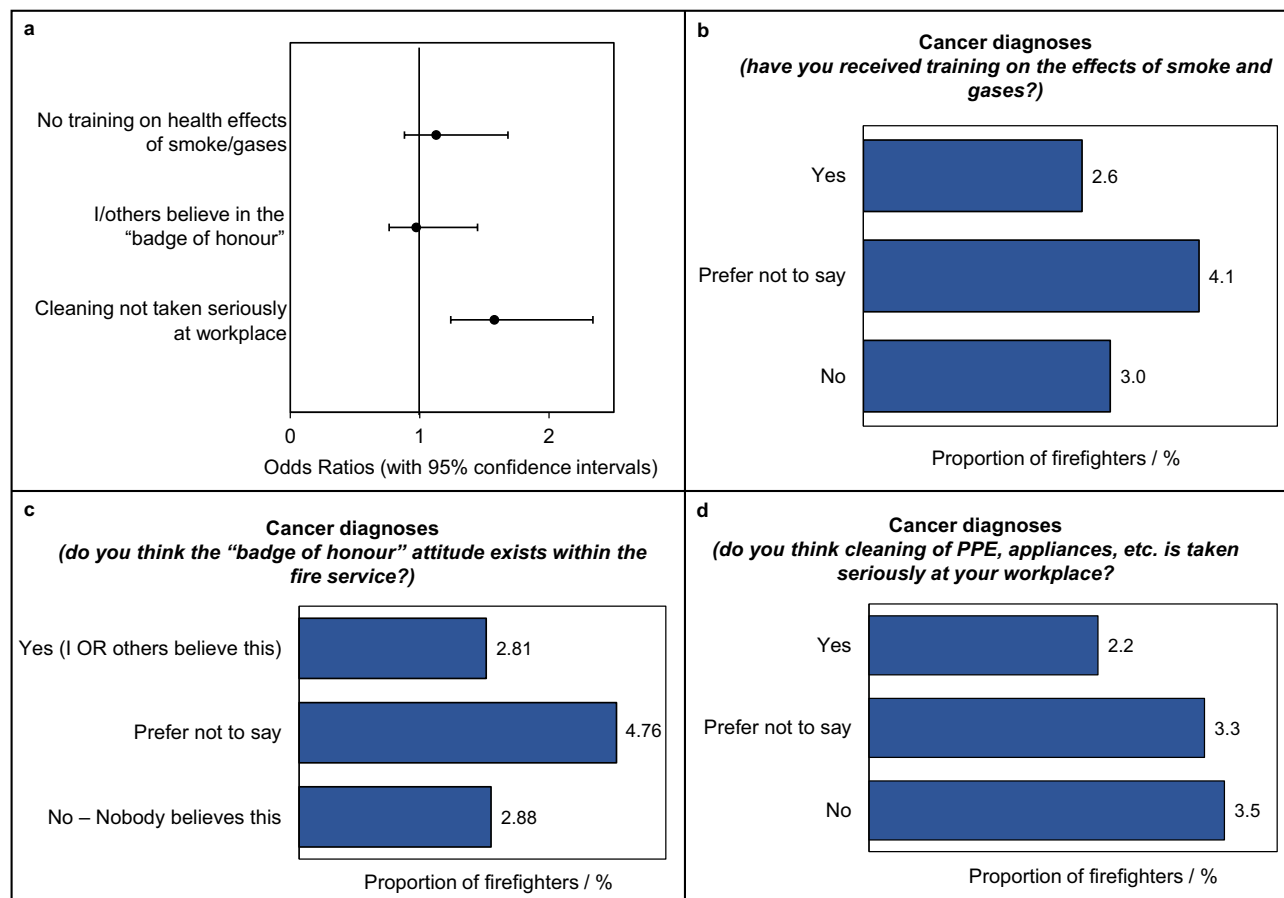 a
No training on health effects
of smoke/gases
I/others believe in the
“badge of honour”
Cleaning not taken seriously
at workplace
0
1
2
Odds Ratios (with 95% confidence intervals)
b
Cancer diagnoses
(have you received training on the effects of smoke and
gases?)
Yes
2.6
Prefer not to say
4.1
No
3.0
Proportion of firefighters / %
c
Cancer diagnoses
(do you think the “badge of honour” attitude exists within the
fire service?)
Yes (I OR others believe this)
2.81
Prefer not to say
4.76
No – Nobody believes this
2.88
Proportion of firefighters / %
d
Cancer diagnoses
(do you think cleaning of PPE, appliances, etc. is taken
seriously at your workplace?
Yes
2.2
Prefer not to say
3.3
No
3.5
Proportion of firefighters / %